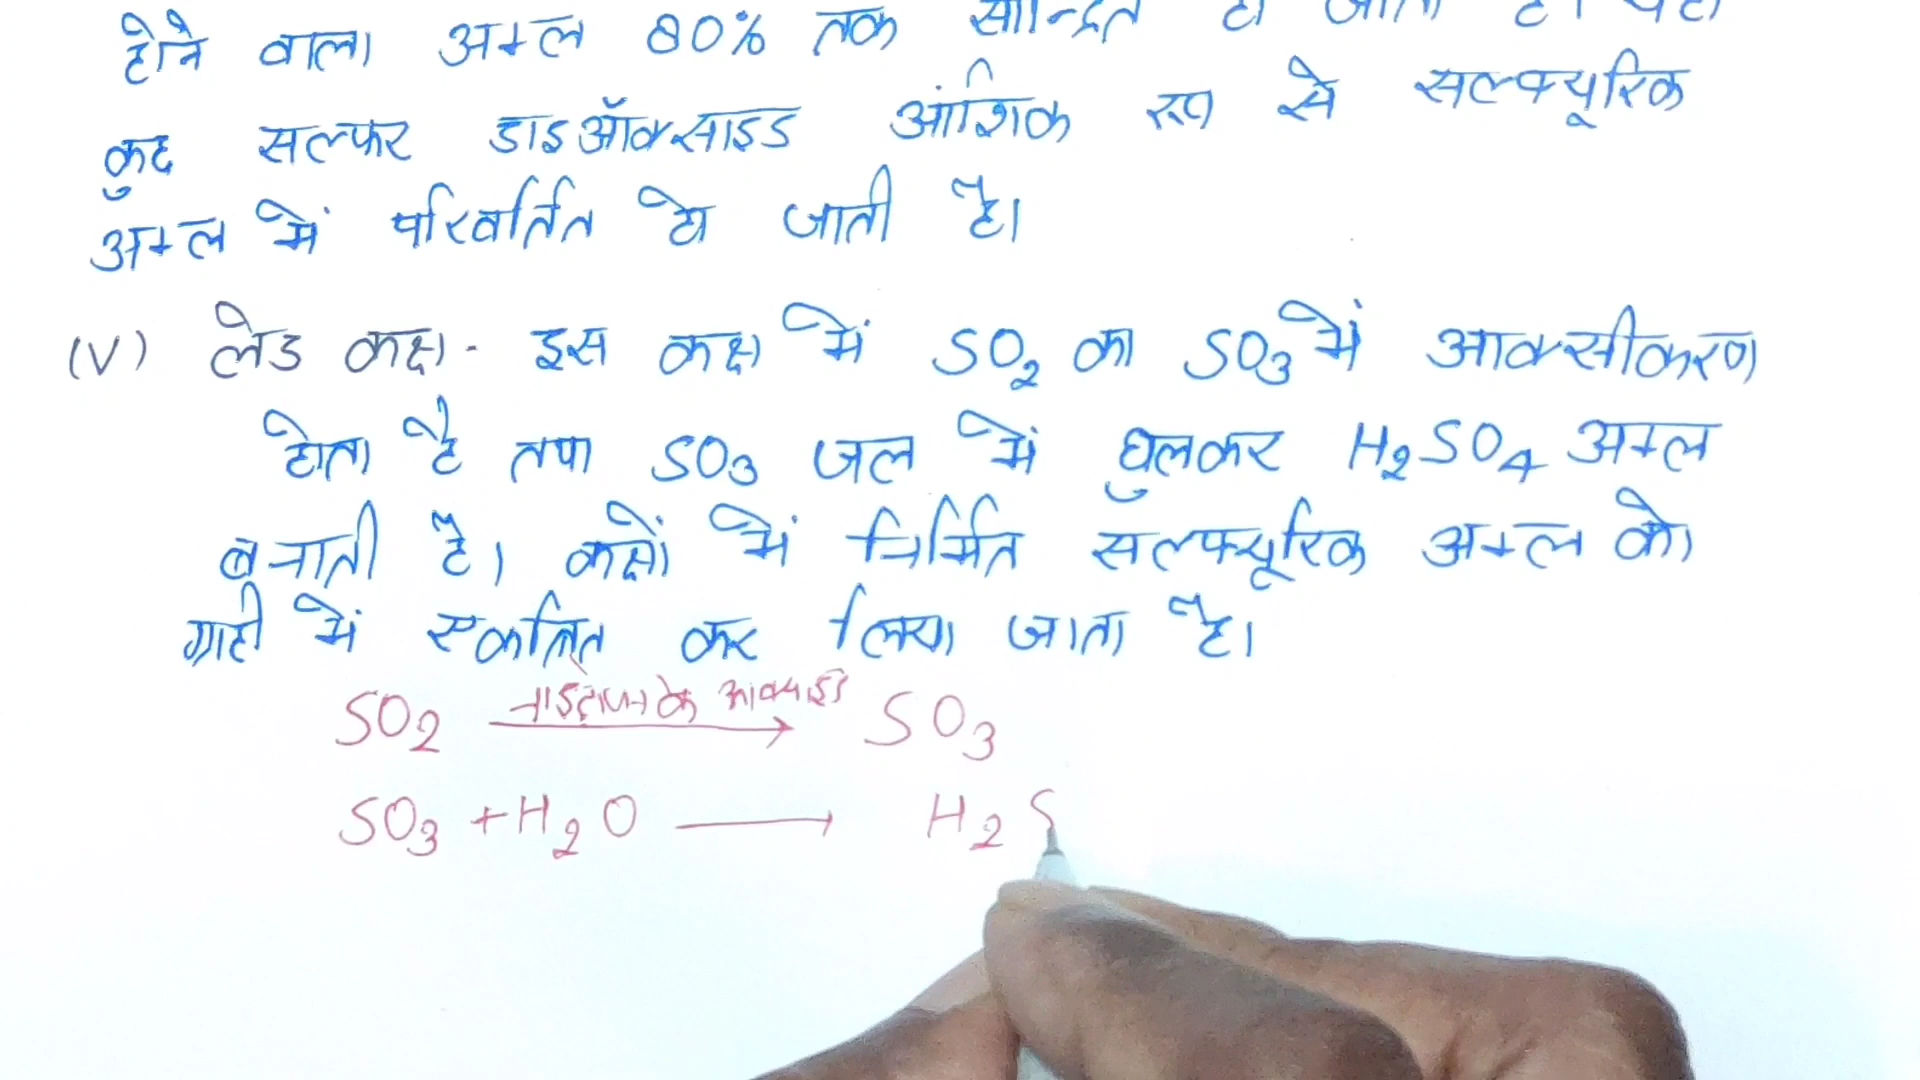 होने वाला अम्ल 80% तक सान्द्रित हो जाता है। यहाँ
कुछ सल्फर डाइऑक्साइड आंशिक रूप से सल्फ्यूरिक
अम्ल में परिवर्तित हो जाती है।
(V) लेड कक्ष - इस कक्ष में SO₂ का SO₃ में आक्सीकरण
होता है तथा SO₃ जल में घुलकर H₂SO₄ अम्ल
बनाती है। कक्षों में निर्मित सल्फ्यूरिक अम्ल को
ग्राही में एकत्रित कर लिया जाता है।
SO₂ नाइट्रोजन के आक्साइड → SO₃
SO₃ + H₂O → H₂S